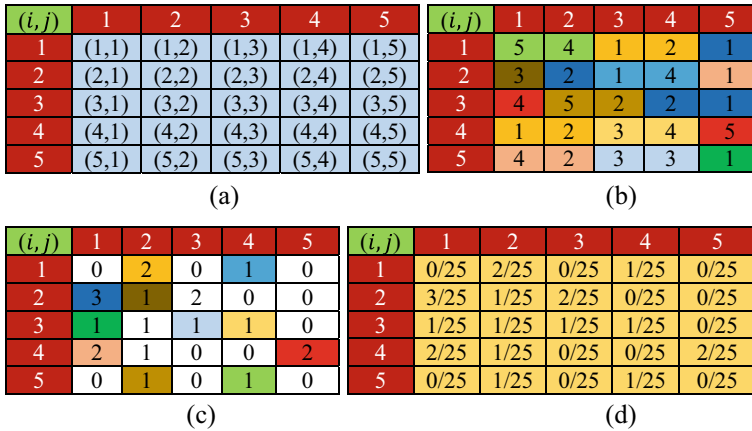 (i, j) 1 2 3 4 5
1 (1,1) (1,2) (1,3) (1,4) (1,5)
2 (2,1) (2,2) (2,3) (2,4) (2,5)
3 (3,1) (3,2) (3,3) (3,4) (3,5)
4 (4,1) (4,2) (4,3) (4,4) (4,5)
5 (5,1) (5,2) (5,3) (5,4) (5,5)
(a)
(i, j) 1 2 3 4 5
1 5 4 1 2 1
2 3 2 1 4 1
3 4 5 2 2 1
4 1 2 3 4 5
5 4 2 3 3 1
(b)
(i, j) 1 2 3 4 5
1 0 2 0 1 0
2 3 1 2 0 0
3 1 1 1 1 0
4 2 1 0 0 2
5 0 1 0 1 0
(c)
(i, j) 1 2 3 4 5
1 0/25 2/25 0/25 1/25 0/25
2 3/25 1/25 2/25 0/25 0/25
3 1/25 1/25 1/25 1/25 0/25
4 2/25 1/25 0/25 0/25 2/25
5 0/25 1/25 0/25 1/25 0/25
(d)